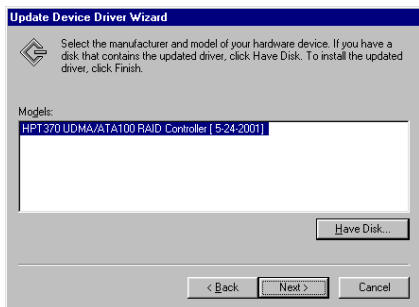 Update Device Driver Wizard
Select the manufacturer and model of your hardware device. If you have a
disk that contains the updated driver, click Have Disk. To install the updated
driver, click Finish.
Models:
HPT370 UDMA/ATA100 RAID Controller [ 5-24-2001]
Have Disk...
< Back Next > Cancel